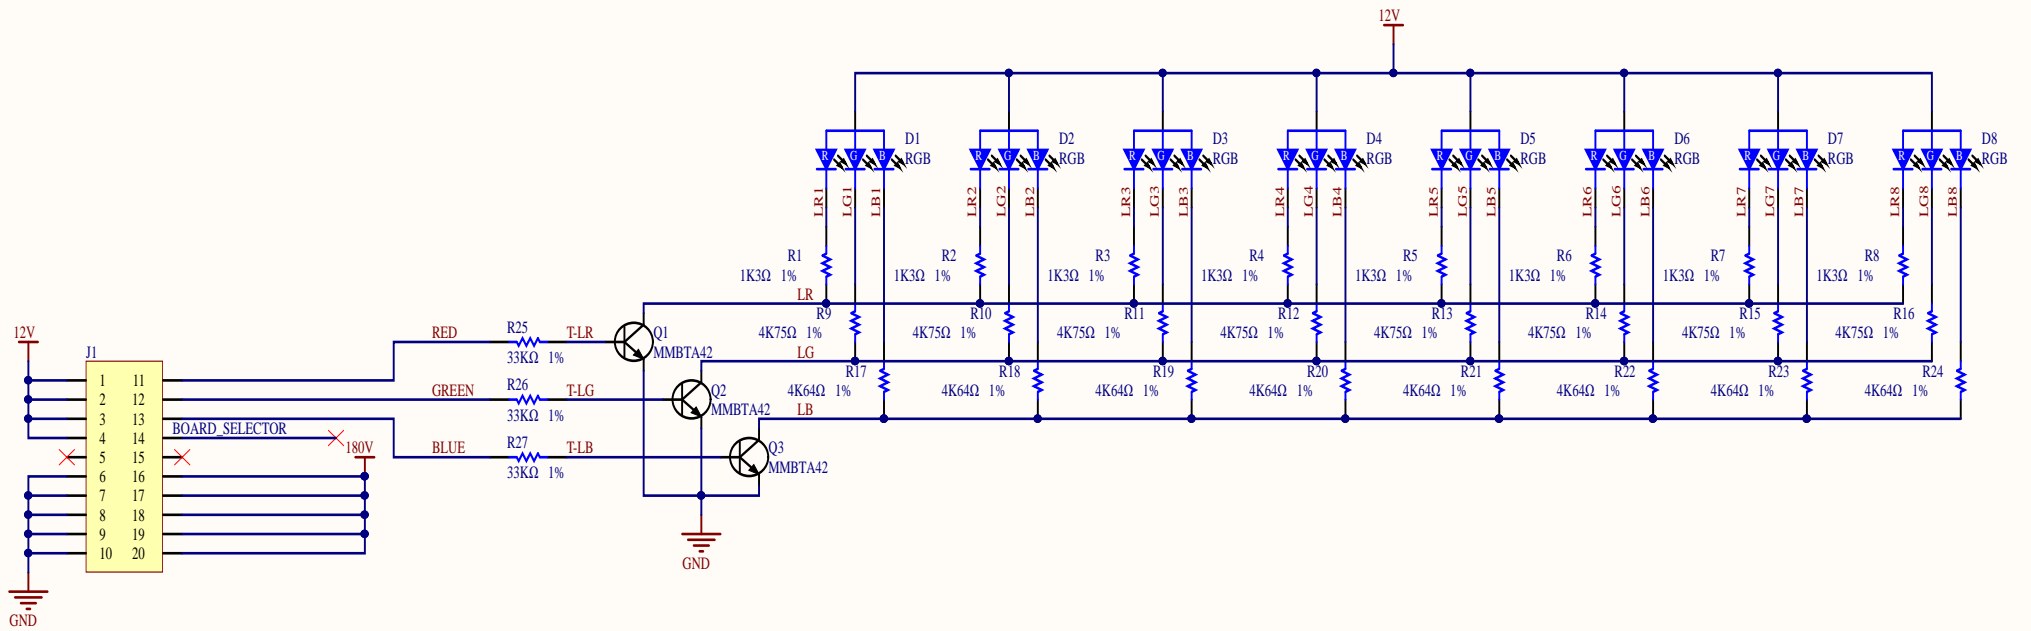 12V
D1
RGB
D2
RGB
D3
RGB
D4
RGB
D5
RGB
D6
RGB
D7
RGB
D8
RGB
R G B
R G B
R G B
R G B
R G B
R G B
R G B
R G B
LR1 LG1 LB1
LR2 LG2 LB2
LR3 LG3 LB3
LR4 LG4 LB4
LR5 LG5 LB5
LR6 LG6 LB6
LR7 LG7 LB7
LR8 LG8 LB8
R1
1K3Ω 1%
R2
1K3Ω 1%
R3
1K3Ω 1%
R4
1K3Ω 1%
R5
1K3Ω 1%
R6
1K3Ω 1%
R7
1K3Ω 1%
R8
1K3Ω 1%
LR
R9
4K75Ω 1%
R10
4K75Ω 1%
R11
4K75Ω 1%
R12
4K75Ω 1%
R13
4K75Ω 1%
R14
4K75Ω 1%
R15
4K75Ω 1%
R16
4K75Ω 1%
LG
R17
4K64Ω 1%
R18
4K64Ω 1%
R19
4K64Ω 1%
R20
4K64Ω 1%
R21
4K64Ω 1%
R22
4K64Ω 1%
R23
4K64Ω 1%
R24
4K64Ω 1%
LB
RED
R25
33KΩ 1%
T-LR
Q1
MMBTA42
GREEN
R26
33KΩ 1%
T-LG
Q2
MMBTA42
BLUE
R27
33KΩ 1%
T-LB
Q3
MMBTA42
GND
12V
J1
1 11
2 12
3 13
4 14
5 15
6 16
7 17
8 18
9 19
10 20
BOARD_SELECTOR
180V
GND